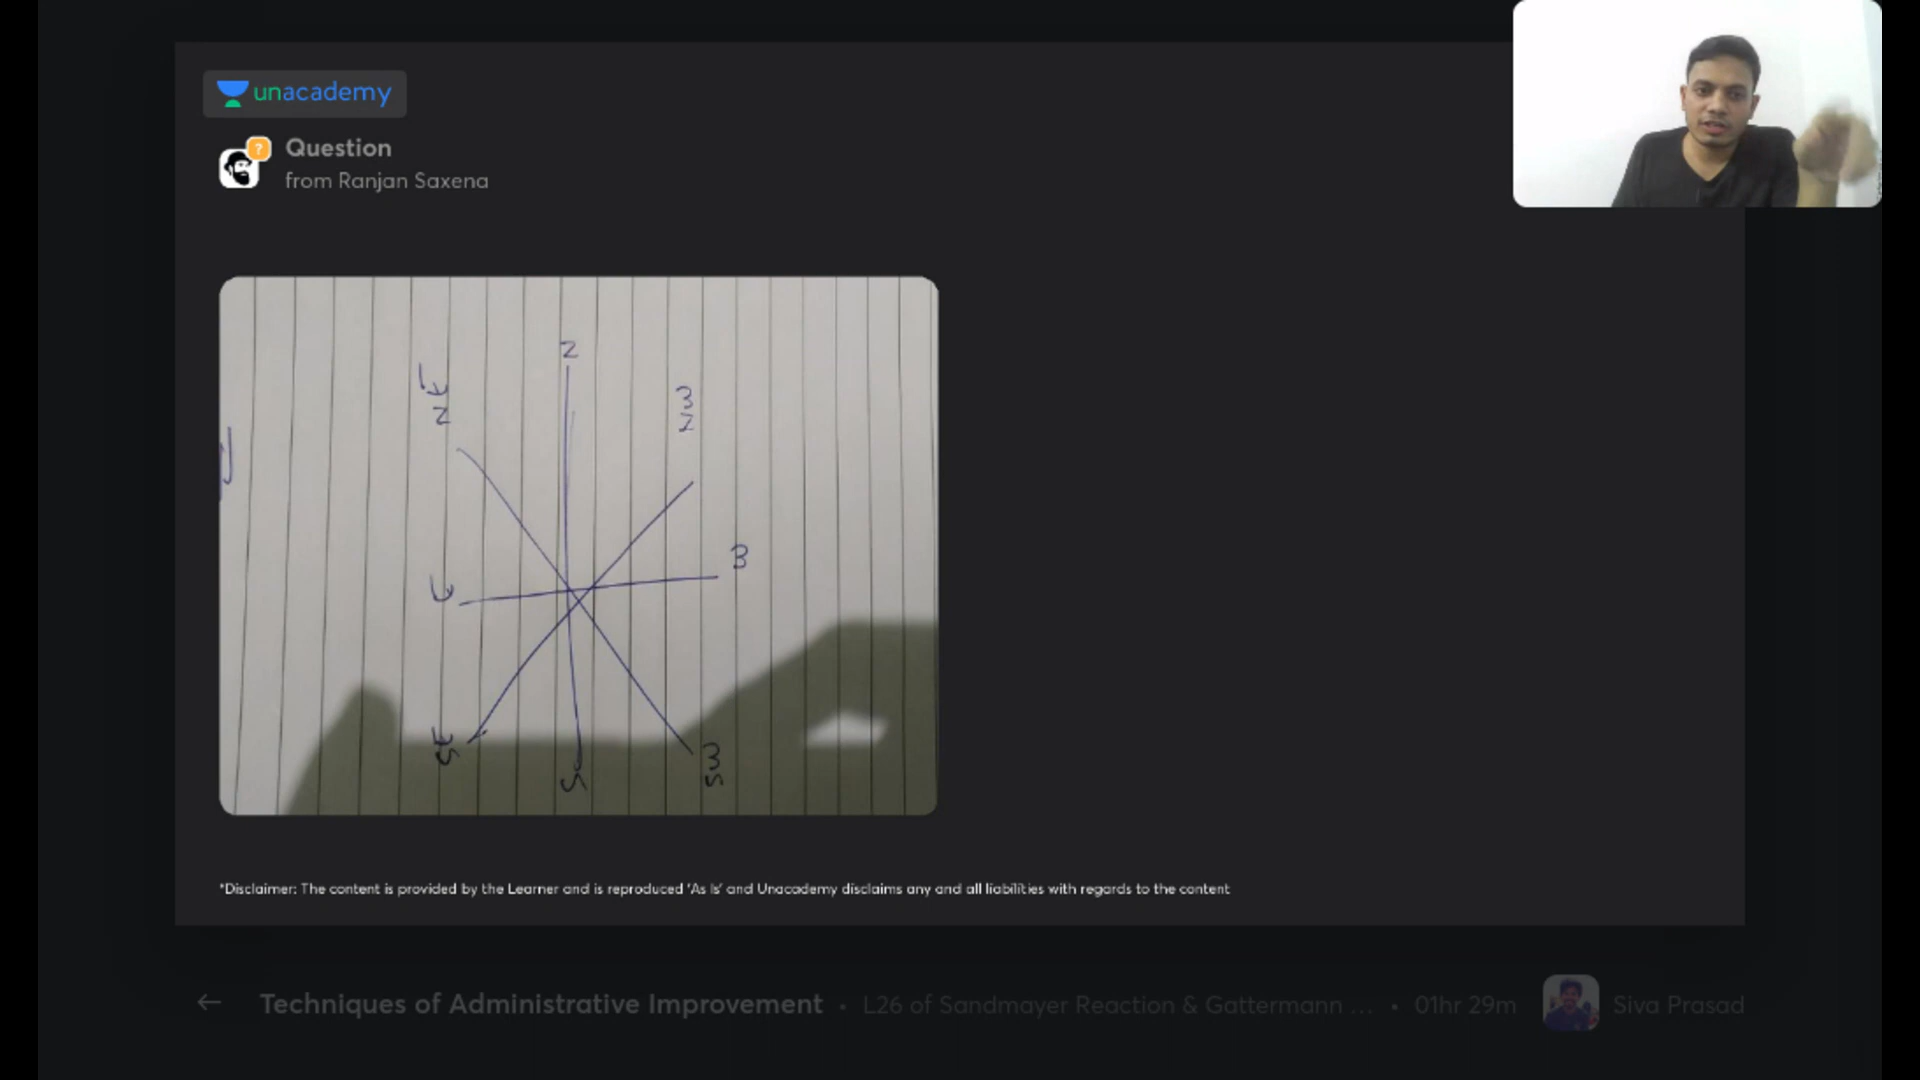 unacademy
?
Question
from Ranjan Saxena
N
NE
NW
W
E
SE
S
SW
*Disclaimer: The content is provided by the Learner and is reproduced 'As Is' and Unacademy disclaims any and all liabilities with regards to the content
Techniques of Administrative Improvement • L26 of Sandmayer Reaction & Gattermann ... • 01hr 29m Siva Prasad